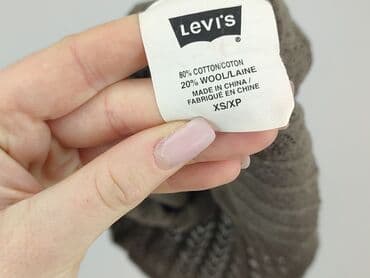 Levi's
®
80% COTTON/COTON
20% WOOL/LAINE
MADE IN CHINA /
FABRIQUÉ EN CHINE
XS/XP